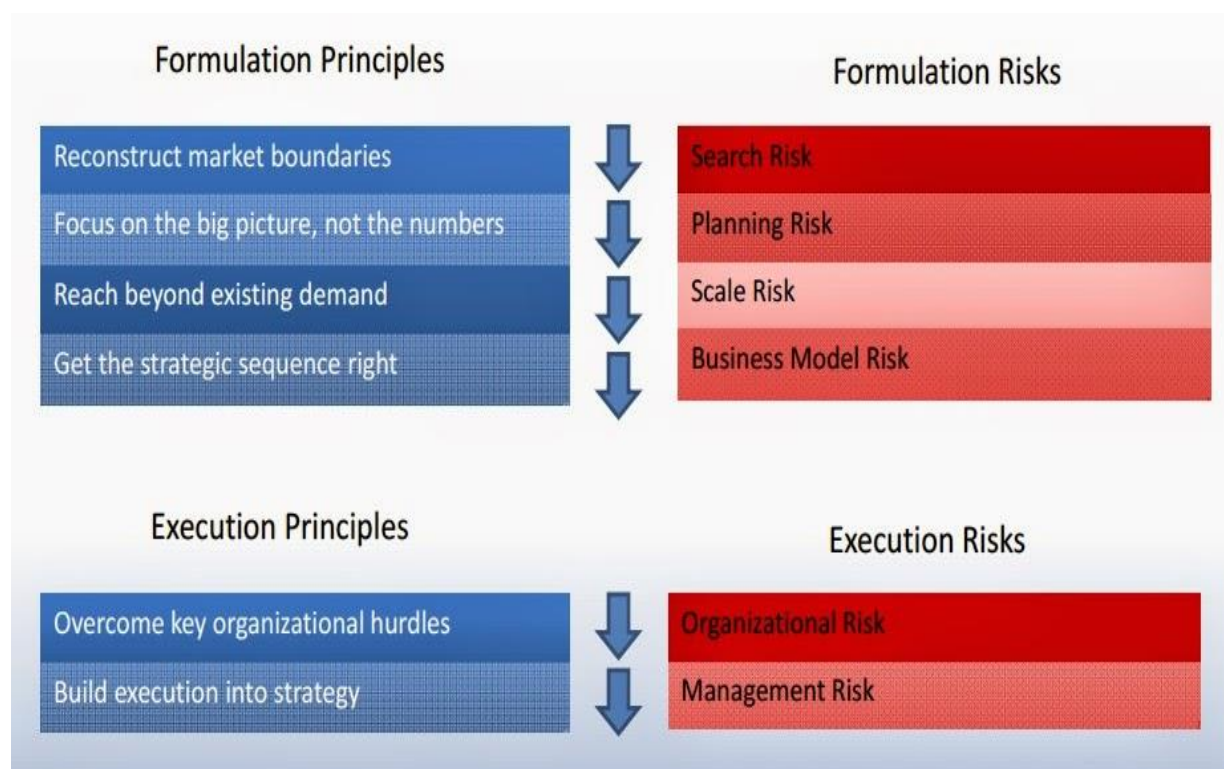 Formulation Principles
Formulation Risks
Reconstruct market boundaries
Search Risk
Focus on the big picture, not the numbers
Planning Risk
Reach beyond existing demand
Scale Risk
Get the strategic sequence right
Business Model Risk
Execution Principles
Execution Risks
Overcome key organizational hurdles
Organizational Risk
Build execution into strategy
Management Risk